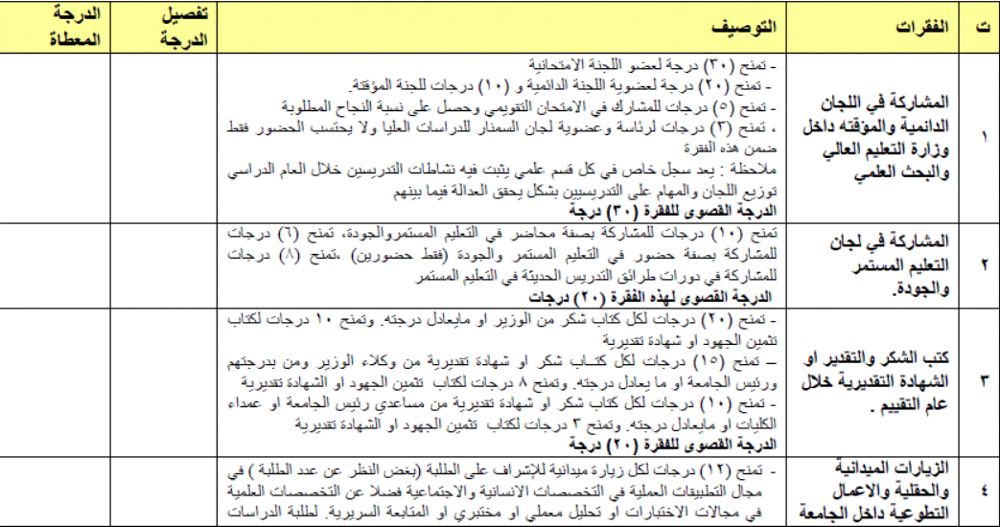 ت
الفقرات
التوصيف
تفصيل
الدرجة
الدرجة
المعطاة
١
المشاركة في اللجان
الدائمية والمؤقته داخل
وزارة التعليم العالي
والبحث العلمي
- تمنح (٣٠) درجة لعضو اللجنة الامتحانية
- تمنح (٢٠) درجة لعضوية اللجنة الدائمية و (١٠) درجات للجنة المؤقتة.
- تمنح (٥) درجات للمشارك في الامتحان التقويمي وحصل على نسبة النجاح المطلوبة
، تمنح (٣) درجات لرئاسة وعضوية لجان السمنار للدراسات العليا ولا يحتسب الحضور فقط
ضمن هذه الفقرة
ملاحظة : يعد سجل خاص في كل قسم علمي يثبت فيه نشاطات التدريسين خلال العام الدراسي
توزيع اللجان والمهام على التدريسيين بشكل يحقق العدالة فيما بينهم
الدرجة القصوى للفقرة (٣٠) درجة
٢
المشاركة في لجان
التعليم المستمر
والجودة.
تمنح (١٠) درجات للمشاركة بصفة محاضر في التعليم المستمروالجودة، تمنح (٦) درجات
للمشاركة بصفة حضور في التعليم المستمر والجودة (فقط حضورين) ،تمنح (٨) درجات
للمشاركة في دورات طرائق التدريس الحديثة في التعليم المستمر
الدرجة القصوى لهذه الفقرة (٢٠) درجات
٣
كتب الشكر والتقدير او
الشهادة التقديرية خلال
عام التقييم .
- تمنح (٢٠) درجات لكل كتاب شكر من الوزير او مايعادل درجته. وتمنح ١٠ درجات لكتاب
تثمين الجهود او شهادة تقديرية
– تمنح (١٥) درجات لكل كتـاب شكر او شهادة تقديرية من وكلاء الوزير ومن بدرجتهم
ورئيس الجامعة او ما يعادل درجته. وتمنح ٨ درجات لكتاب تثمين الجهود او الشهادة تقديرية
- تمنح (١٠) درجات لكل كتاب شكر او شهادة تقديرية من مساعدي رئيس الجامعة او عمداء
الكليات او مايعادل درجته. وتمنح ٣ درجات لكتاب تثمين الجهود او الشهادة تقديرية
الدرجة القصوى للفقرة (٢٠) درجة
٤
الزيارات الميدانية
والحقلية والاعمال
التطوعية داخل الجامعة
- تمنح (١٢) درجات لكل زيارة ميدانية للإشراف على الطلبة (بغض النظر عن عدد الطلبة ) في
مجال التطبيقات العملية في التخصصات الانسانية والاجتماعية فضلا عن التخصصات العلمية
في مجالات الاختبارات او تحليل معملي او مختبري او المتابعة السريرية. لطلبة الدراسات